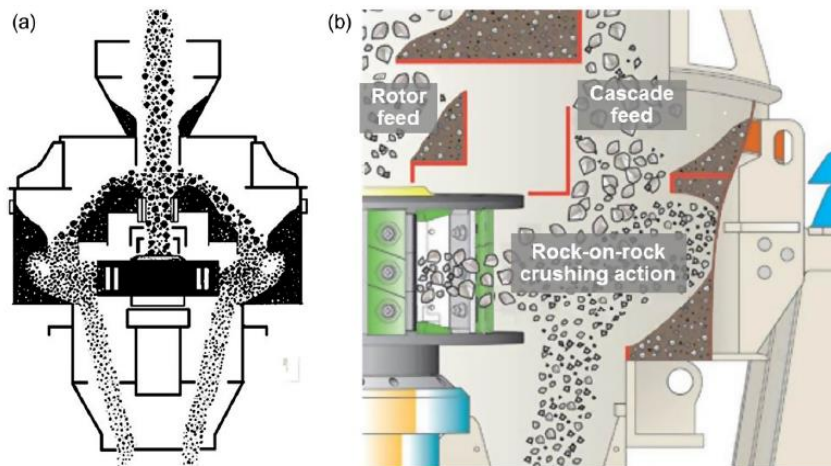 (a)
(b)
Rotor
feed
Cascade
feed
Rock-on-rock
crushing action